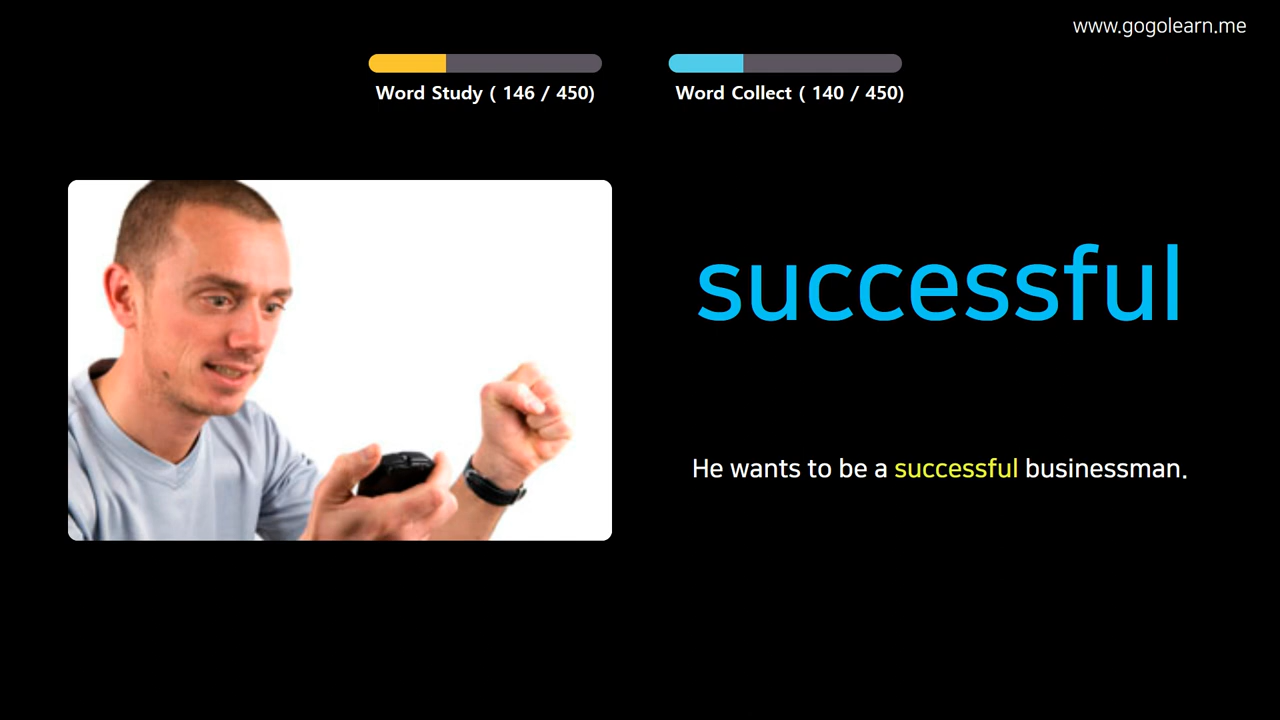 www.gogolearn.me
Word Study ( 146 / 450)
Word Collect ( 140 / 450)
successful
He wants to be a successful businessman.